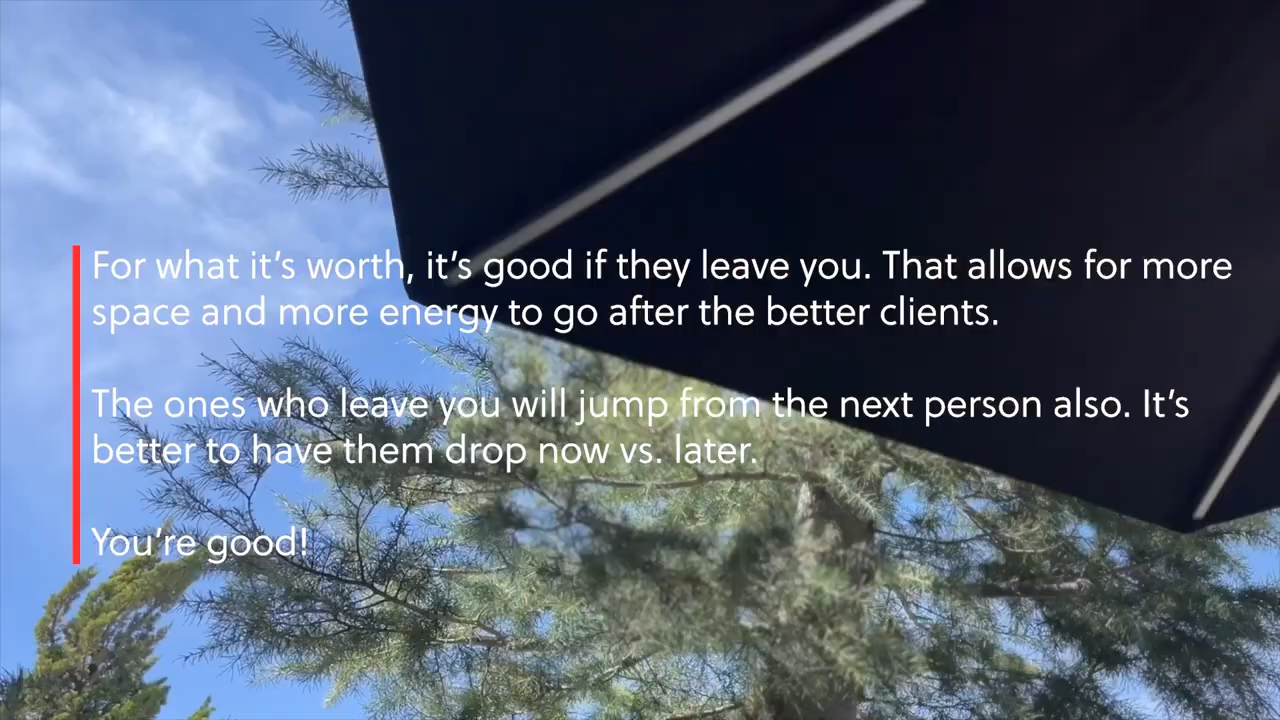 For what it’s worth, it’s good if they leave you. That allows for more
space and more energy to go after the better clients.
The ones who leave you will jump from the next person also. It’s
better to have them drop now vs. later.
You’re good!